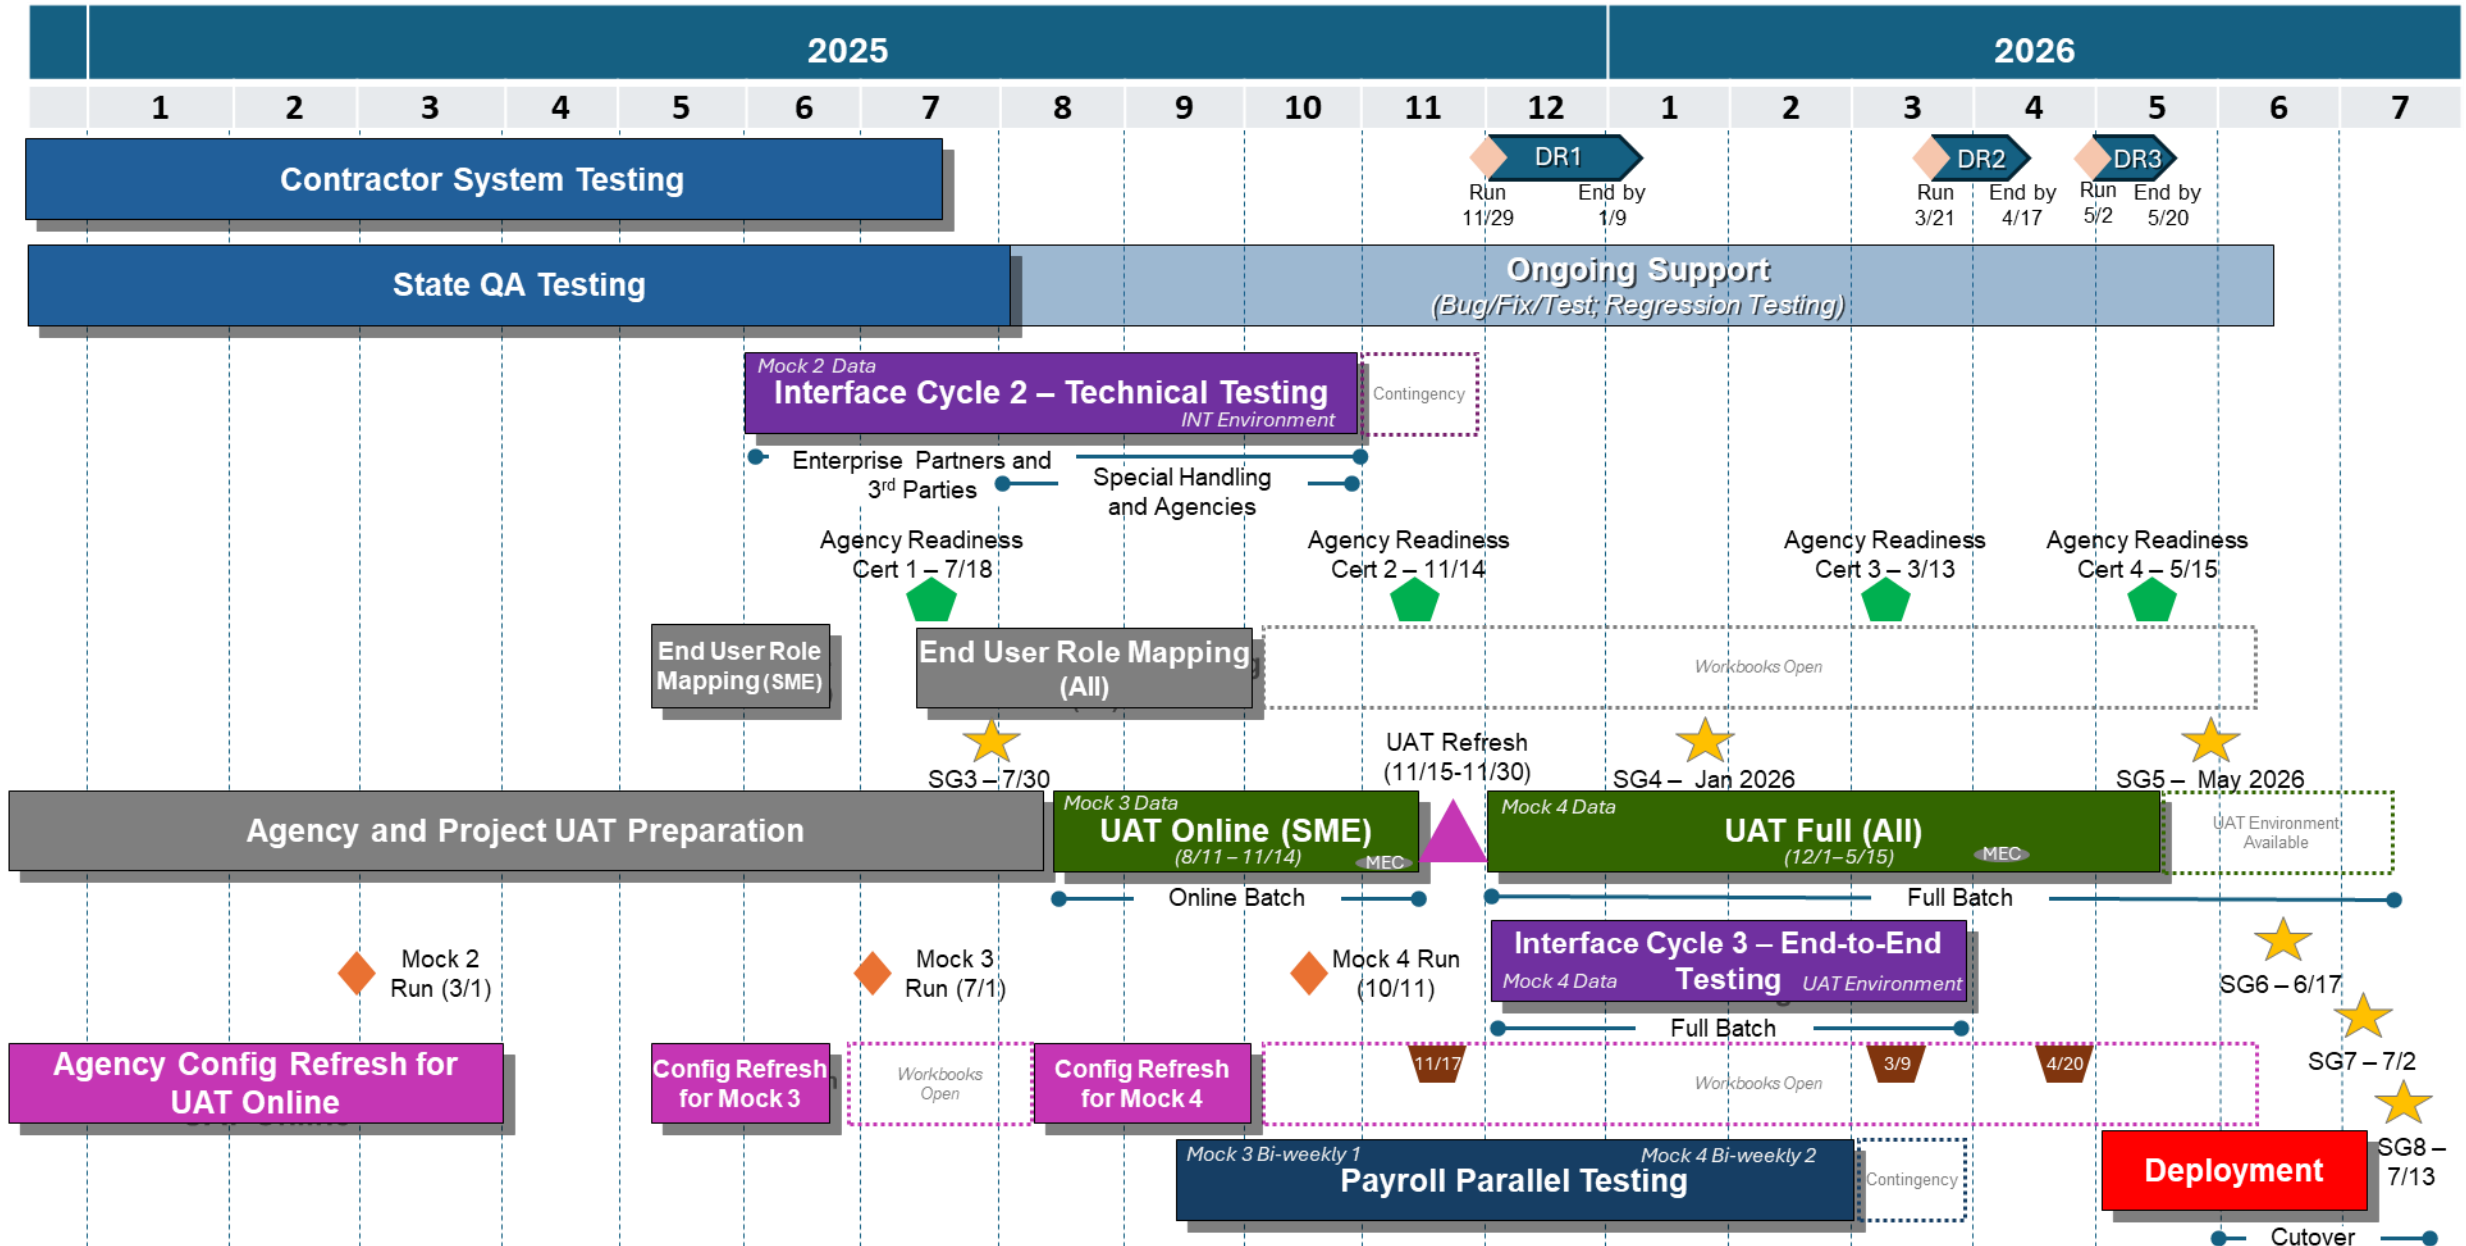 2025
2026
1 2 3 4 5 6 7 8 9 10 11 12 1 2 3 4 5 6 7
Contractor System Testing
DR1
Run
11/29
End by
1/9
DR2
Run
3/21
End by
4/17
DR3
Run
5/2
End by
5/20
State QA Testing
Ongoing Support
(Bug/Fix/Test; Regression Testing)
Mock 2 Data
Interface Cycle 2 – Technical Testing
INT Environment
Contingency
Enterprise Partners and
3rd Parties
Special Handling
and Agencies
Agency Readiness
Cert 1 – 7/18
Agency Readiness
Cert 2 – 11/14
Agency Readiness
Cert 3 – 3/13
Agency Readiness
Cert 4 – 5/15
End User Role
Mapping (SME)
End User Role Mapping
(All)
Workbooks Open
SG3 – 7/30
UAT Refresh
(11/15-11/30)
SG4 – Jan 2026
SG5 – May 2026
Agency and Project UAT Preparation
Mock 3 Data
UAT Online (SME)
(8/11 – 11/14)
MEC
Mock 4 Data
UAT Full (All)
(12/1–5/15)
MEC
UAT Environment
Available
Online Batch
Full Batch
Mock 2
Run (3/1)
Mock 3
Run (7/1)
Mock 4 Run
(10/11)
Interface Cycle 3 – End-to-End
Testing
Mock 4 Data
UAT Environment
SG6 – 6/17
Full Batch
SG7 – 7/2
Agency Config Refresh for
UAT Online
Config Refresh
for Mock 3
Workbooks
Open
Config Refresh
for Mock 4
11/17
Workbooks Open
3/9
4/20
SG8 –
7/13
Mock 3 Bi-weekly 1
Mock 4 Bi-weekly 2
Payroll Parallel Testing
Contingency
Deployment
Cutover